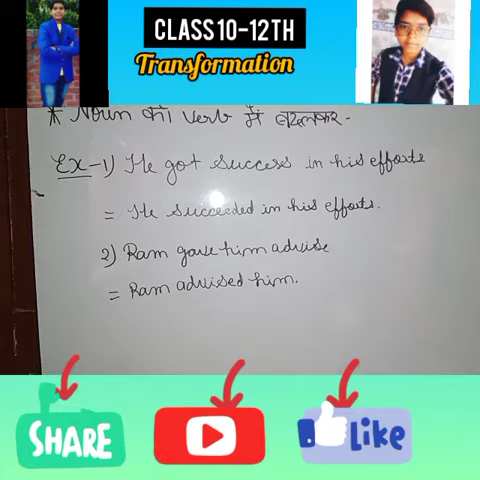 CLASS 10-12TH
Transformation
* Noun को verb में बदलकर-
Ex-1) He got success in his efforts
= He succeeded in his efforts.
2) Ram gave him advise
= Ram advised him.
SHARE
Like